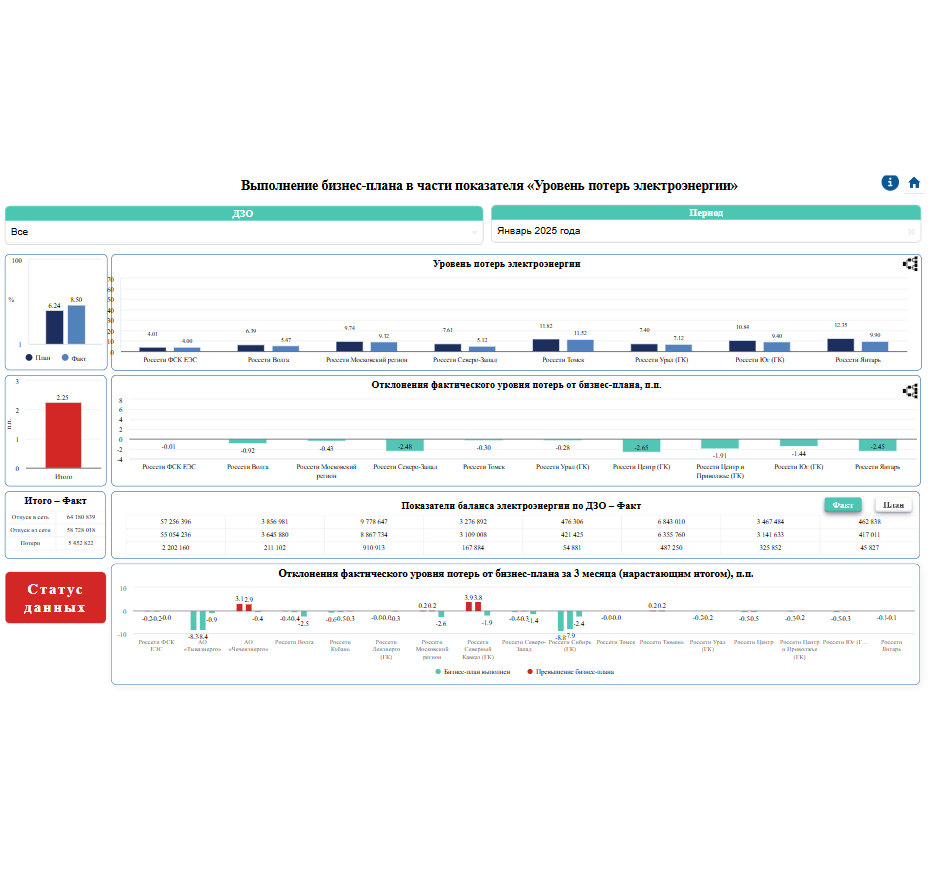 Выполнение бизнес-плана в части показателя «Уровень потерь электроэнергии»
ДЗО
Период
Все
Январь 2025 года
100
%
6.24 8.50
1
План Факт
Уровень потерь электроэнергии
70
60
50
40
30
20
10
0
4.01 4.00 6.39 5.47 9.74 9.32 7.61 5.12 11.82 11.52 7.40 7.12 10.84 9.40 12.35 9.90
Россети ФСК ЕЭС Россети Волга Россети Московский регион Россети Северо-Запад Россети Томск Россети Урал (ГК) Россети Юг (ГК) Россети Янтарь
3
2.25
2
п.п.
1
0
Итого
Отклонения фактического уровня потерь от бизнес-плана, п.п.
8
6
4
2
0
-2
-4
-0.01 -0.92 -0.43 -2.48 -0.30 -0.28 -2.65 -1.91 -1.44 -2.45
Россети ФСК ЕЭС Россети Волга Россети Московский регион Россети Северо-Запад Россети Томск Россети Урал (ГК) Россети Центр (ГК) Россети Центр и Приволжье (ГК) Россети Юг (ГК) Россети Янтарь
Итого – Факт
Отпуск в сеть 64 180 839
Отпуск из сети 58 728 018
Потери 5 452 822
Показатели баланса электроэнергии по ДЗО – Факт
Факт План
57 256 396 3 856 981 9 778 647 3 276 892 476 306 6 843 010 3 467 484 462 838
55 054 236 3 645 880 8 867 734 3 109 008 421 425 6 355 760 3 141 633 417 011
2 202 160 211 102 910 913 167 884 54 881 487 250 325 852 45 827
Статус
данных
Отклонения фактического уровня потерь от бизнес-плана за 3 месяца (нарастающим итогом), п.п.
10
0
-10
-0.2 -0.2 -0.0 -8.3 -8.4 -0.9 3.1 2.9 -0.4 -0.4 -0.4 -2.5 -0.6 -0.5 -0.3 -0.0 -0.0 -0.3 0.2 0.2 -2.6 3.9 3.8 -1.9 -0.4 -0.3 -1.4 -8.8 -7.9 -2.4 -0.0 -0.0 0.2 0.2 -0.2 -0.2 -0.5 -0.5 -0.2 -0.5 -0.3 -0.1
Россети ФСК ЕЭС АО «Тываэнерго» АО «Чеченэнерго» Россети Волга Россети Кубань Россети Ленэнерго (ГК) Россети Московский регион Россети Северный Кавказ (ГК) Россети Северо-Запад Россети Сибирь (ГК) Россети Томск Россети Тюмень Россети Урал (ГК) Россети Центр Россети Центр и Приволжье (ГК) Россети Юг (Г... Россети Янтарь
Бизнес-план выполнен Превышение бизнес-плана